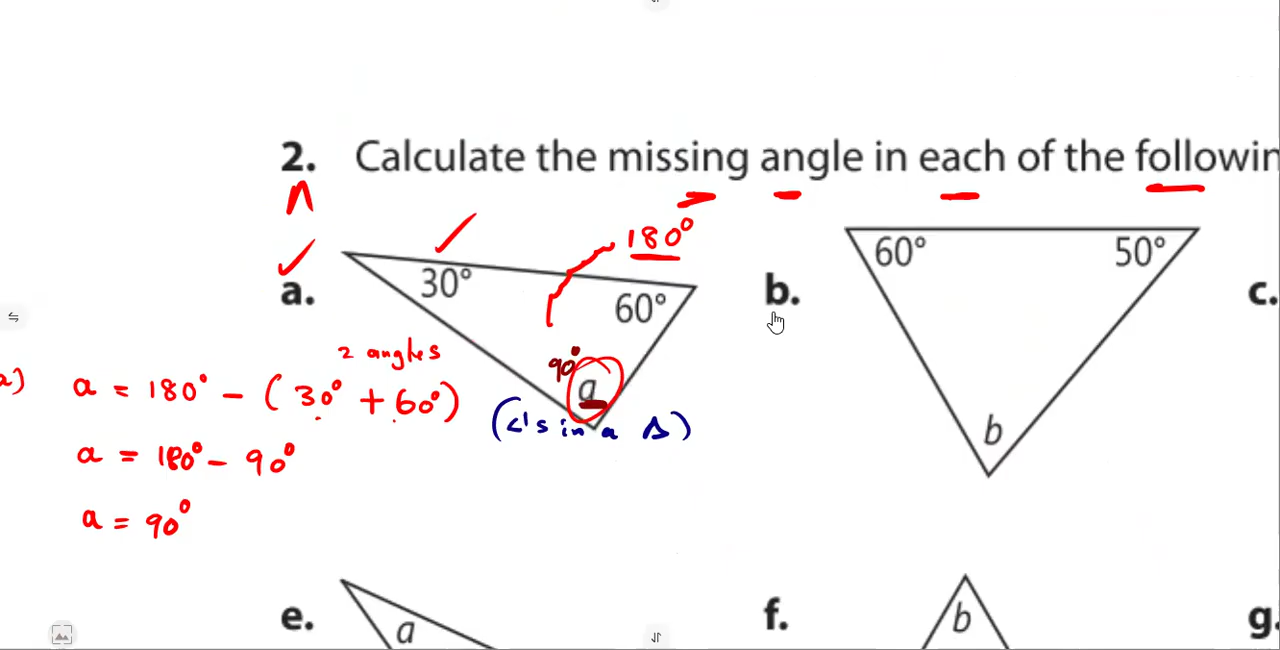 2. Calculate the missing angle in each of the followin
180°
a. 30° 60°
b. 60° 50°
c.
90°
a
2 angles
a = 180° - ( 30° + 60° )
(∠'s in a Δ)
b
a = 180° - 90°
a = 90°
e. a
f. b
g.